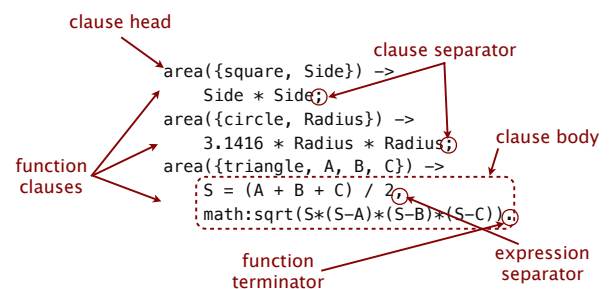 clause head
clause separator
area({square, Side}) ->
Side * Side;
area({circle, Radius}) ->
3.1416 * Radius * Radius;
clause body
function
clauses
area({triangle, A, B, C}) ->
S = (A + B + C) / 2,
math:sqrt(S*(S-A)*(S-B)*(S-C)).
function
terminator
expression
separator